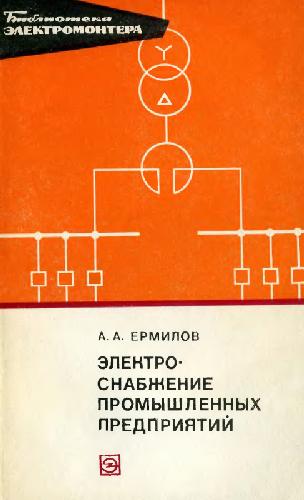 Библиотека
ЭЛЕКТРОМОНТЕРА
А. А. ЕРМИЛОВ
ЭЛЕКТРО-
СНАБЖЕНИЕ
ПРОМЫШЛЕННЫХ
ПРЕДПРИЯТИЙ